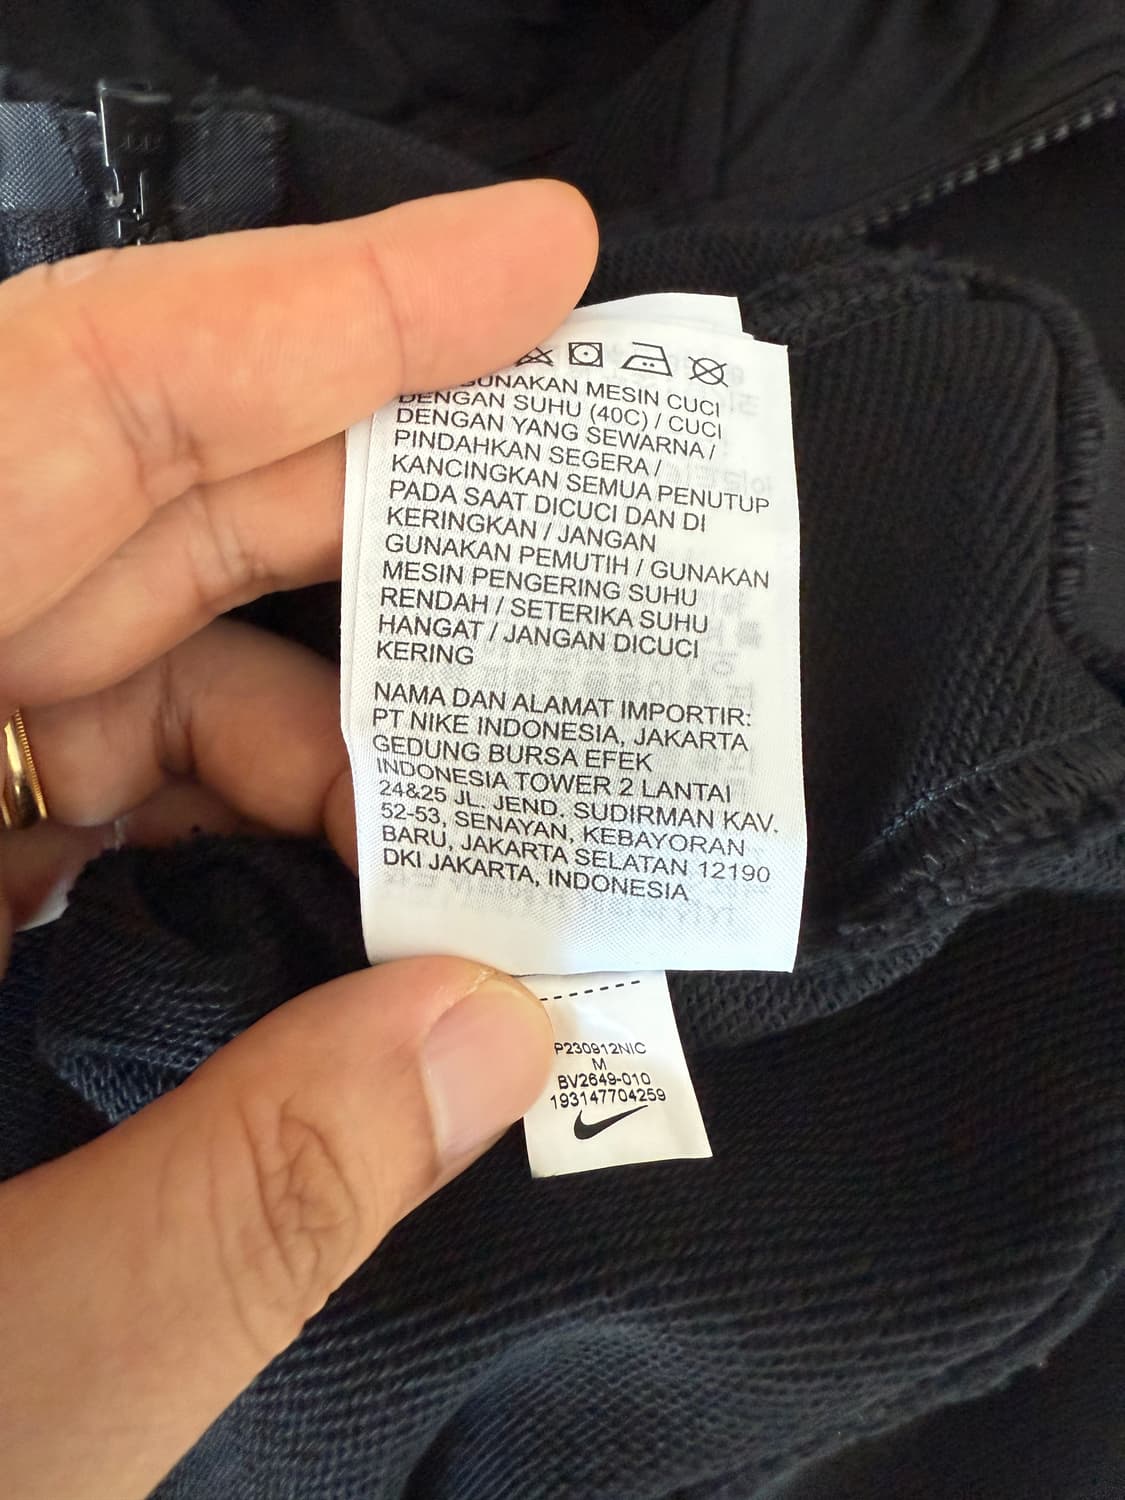 GUNAKAN MESIN CUCI
DENGAN SUHU (40C) / CUCI
DENGAN YANG SEWARNA /
PINDAHKAN SEGERA /
KANCINGKAN SEMUA PENUTUP
PADA SAAT DICUCI DAN DI
KERINGKAN / JANGAN
GUNAKAN PEMUTIH / GUNAKAN
MESIN PENGERING SUHU
RENDAH / SETERIKA SUHU
HANGAT / JANGAN DICUCI
KERING
NAMA DAN ALAMAT IMPORTIR:
PT NIKE INDONESIA, JAKARTA
GEDUNG BURSA EFEK
INDONESIA TOWER 2 LANTAI
24&25 JL. JEND. SUDIRMAN KAV.
52-53, SENAYAN, KEBAYORAN
BARU, JAKARTA SELATAN 12190
DKI JAKARTA, INDONESIA
P230912NIC
M
BV2649-010
193147704259